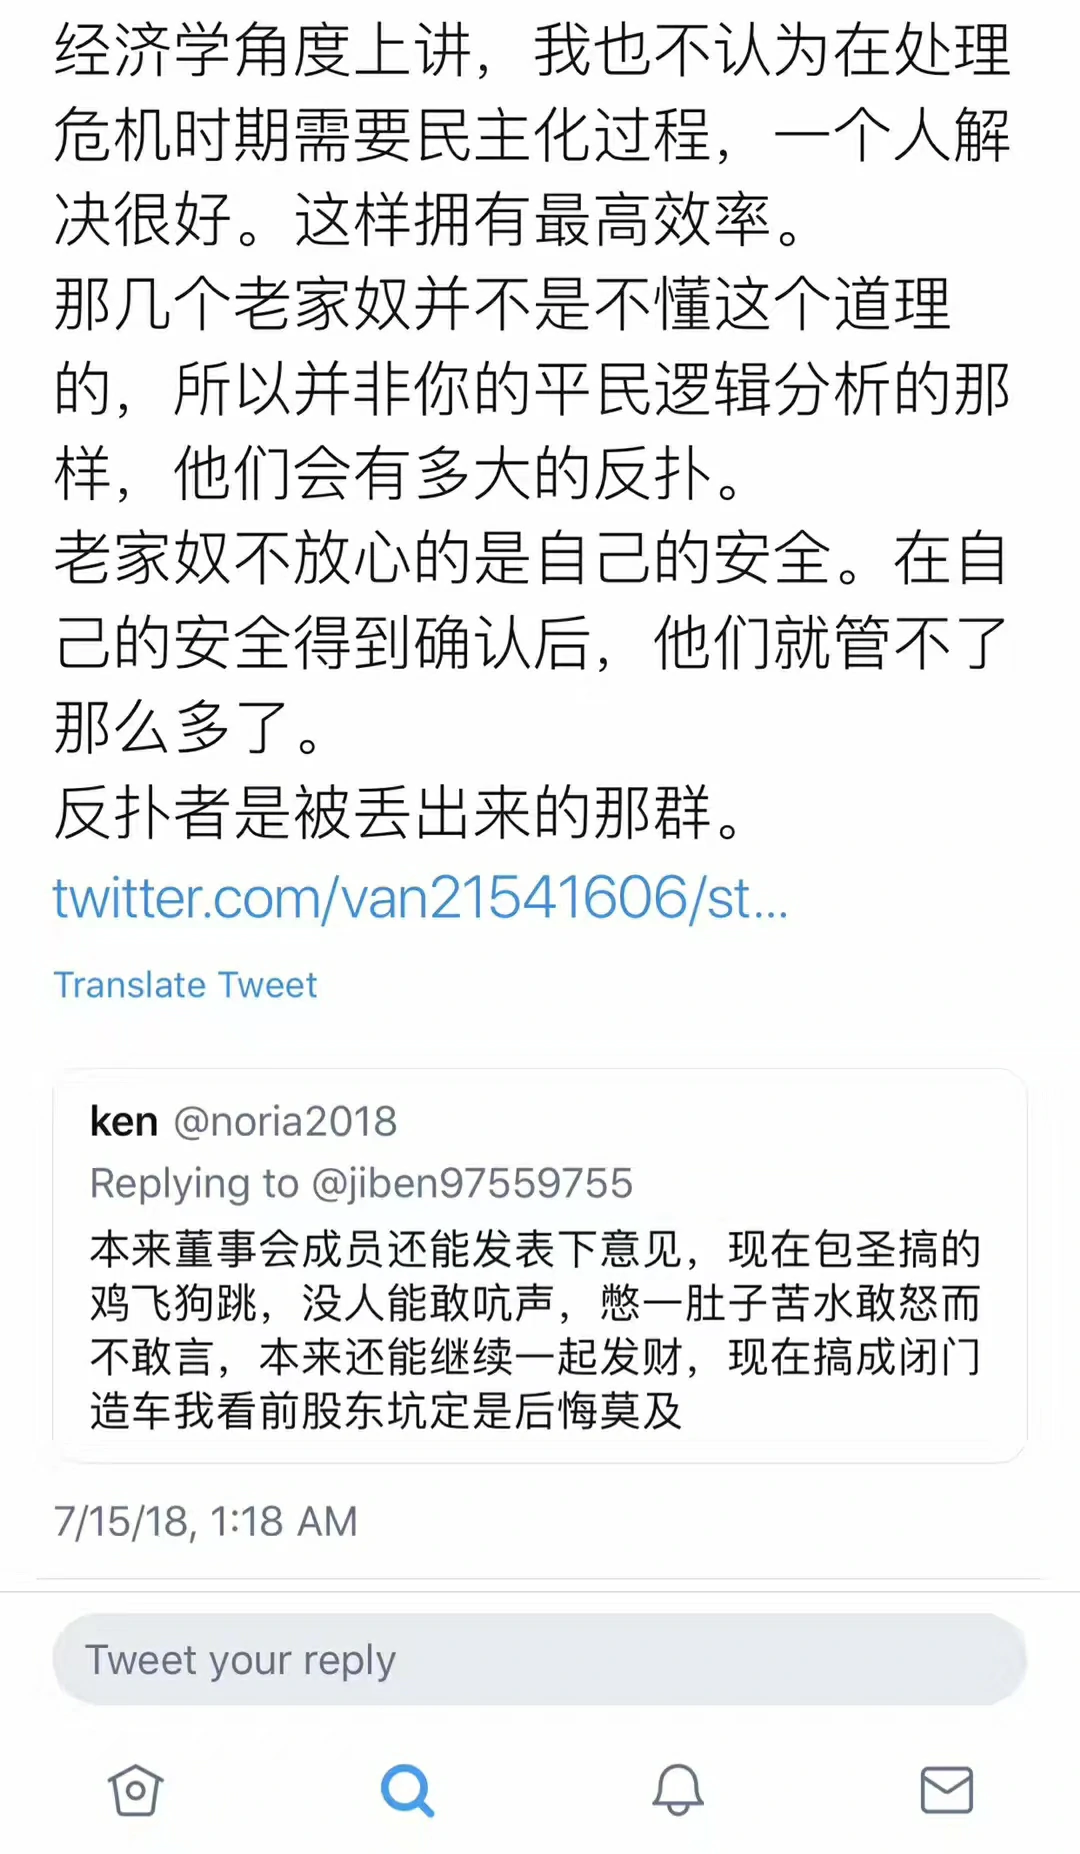 经济学角度上讲，我也不认为在处理
危机时期需要民主化过程，一个人解
决很好。这样拥有最高效率。
那几个老家奴并不是不懂这个道理
的，所以并非你的平民逻辑分析的那
样，他们会有多大的反扑。
老家奴不放心的是自己的安全。在自
己的安全得到确认后，他们就管不了
那么多了。
反扑者是被丢出来的那群。
twitter.com/van21541606/st...
Translate Tweet
ken @noria2018
Replying to @jiben97559755
本来董事会成员还能发表下意见，现在包圣搞的
鸡飞狗跳，没人能敢吭声，憋一肚子苦水敢怒而
不敢言，本来还能继续一起发财，现在搞成闭门
造车我看前股东坑定是后悔莫及
7/15/18, 1:18 AM
Tweet your reply